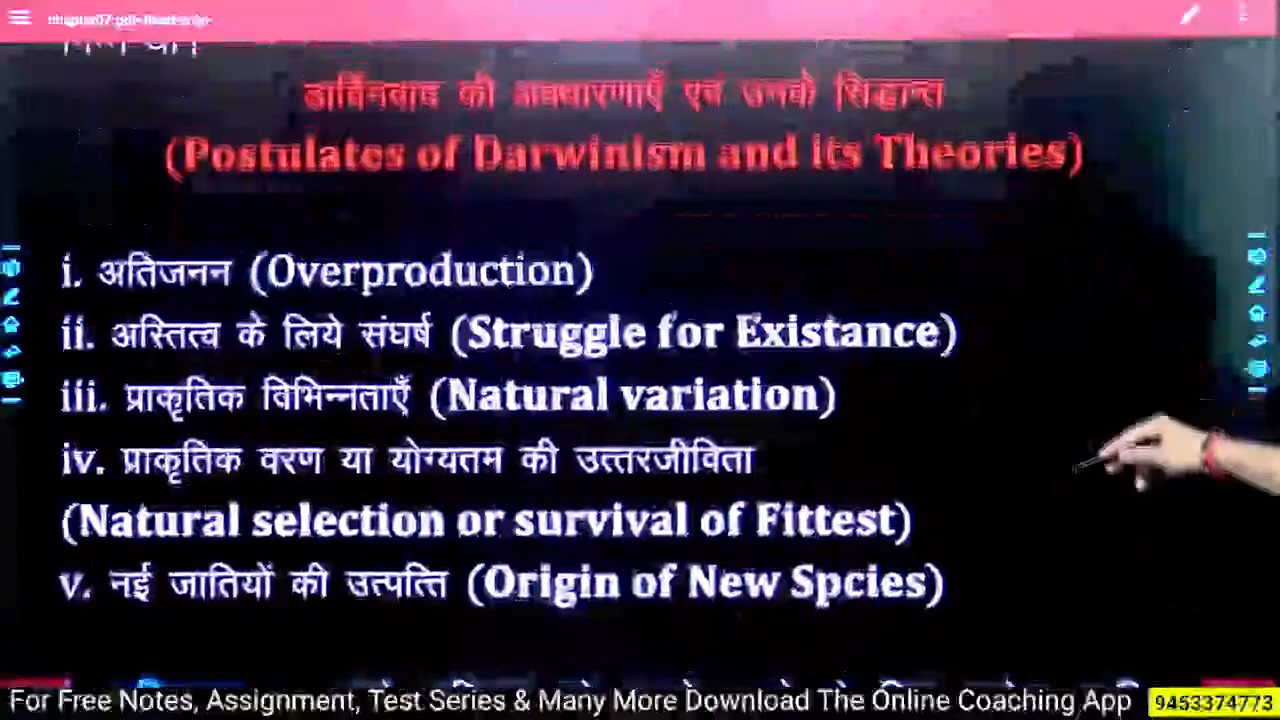 डार्विनवाद की अवधारणाएँ एवं उनके सिद्धान्त
(Postulates of Darwinism and its Theories)
i. अतिजनन (Overproduction)
ii. अस्तित्व के लिये संघर्ष (Struggle for Existance)
iii. प्राकृतिक विभिन्नताएँ (Natural variation)
iv. प्राकृतिक वरण या योग्यतम की उत्तरजीविता
(Natural selection or survival of Fittest)
v. नई जातियों की उत्पत्ति (Origin of New Spcies)
For Free Notes, Assignment, Test Series & Many More Download The Online Coaching App 9453374773